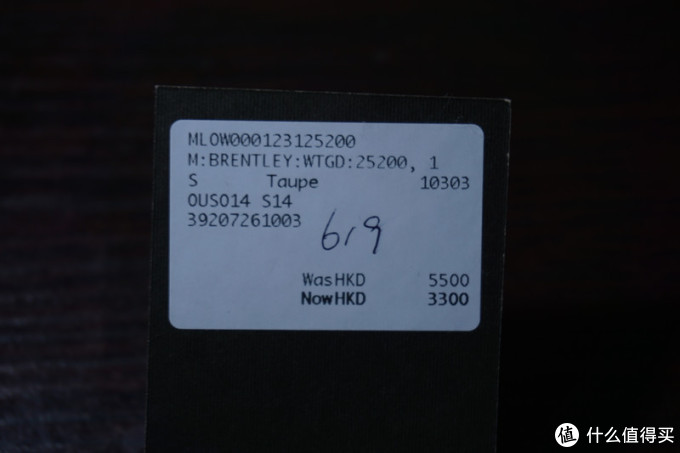 MLOW000123125200
M:BRENTLEY:WTGD:25200, 1
S Taupe 10303
OUS014 S14
39207261003
619
WasHKD 5500
NowHKD 3300
值 什么值得买